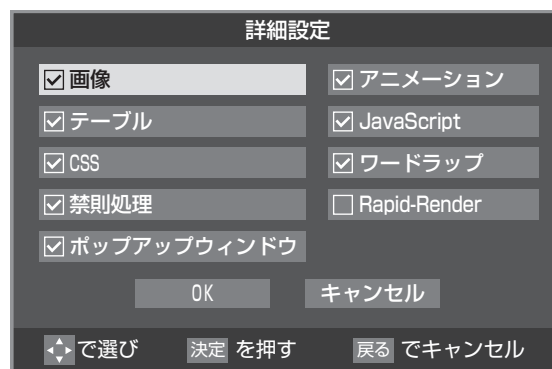 詳細設定
画像
アニメーション
テーブル
JavaScript
CSS
ワードラップ
禁則処理
Rapid-Render
ポップアップウィンドウ
OK
キャンセル
で選び 決定 を押す 戻る でキャンセル